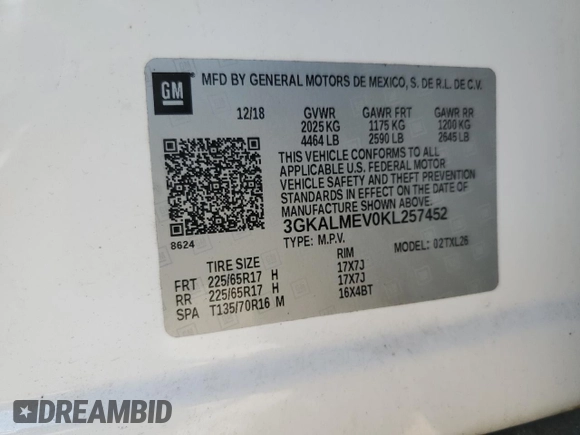 GM
MFD BY GENERAL MOTORS DE MEXICO, S. DE R.L. DE C.V.
12/18 GVWR GAWR FRT GAWR RR
2025 KG 1175 KG 1200 KG
4464 LB 2590 LB 2645 LB
THIS VEHICLE CONFORMS TO ALL
APPLICABLE U.S. FEDERAL MOTOR
VEHICLE SAFETY AND THEFT PREVENTION
STANDARDS IN EFFECT ON THE DATE OF
MANUFACTURE SHOWN ABOVE.
3GKALMEV0KL257452
8624
TYPE: M.P.V. MODEL: 02TXL26
TIRE SIZE RIM
FRT 225/65R17 H 17X7J
RR 225/65R17 H 17X7J
SPA T135/70R16 M 16X4BT
DREAMBID